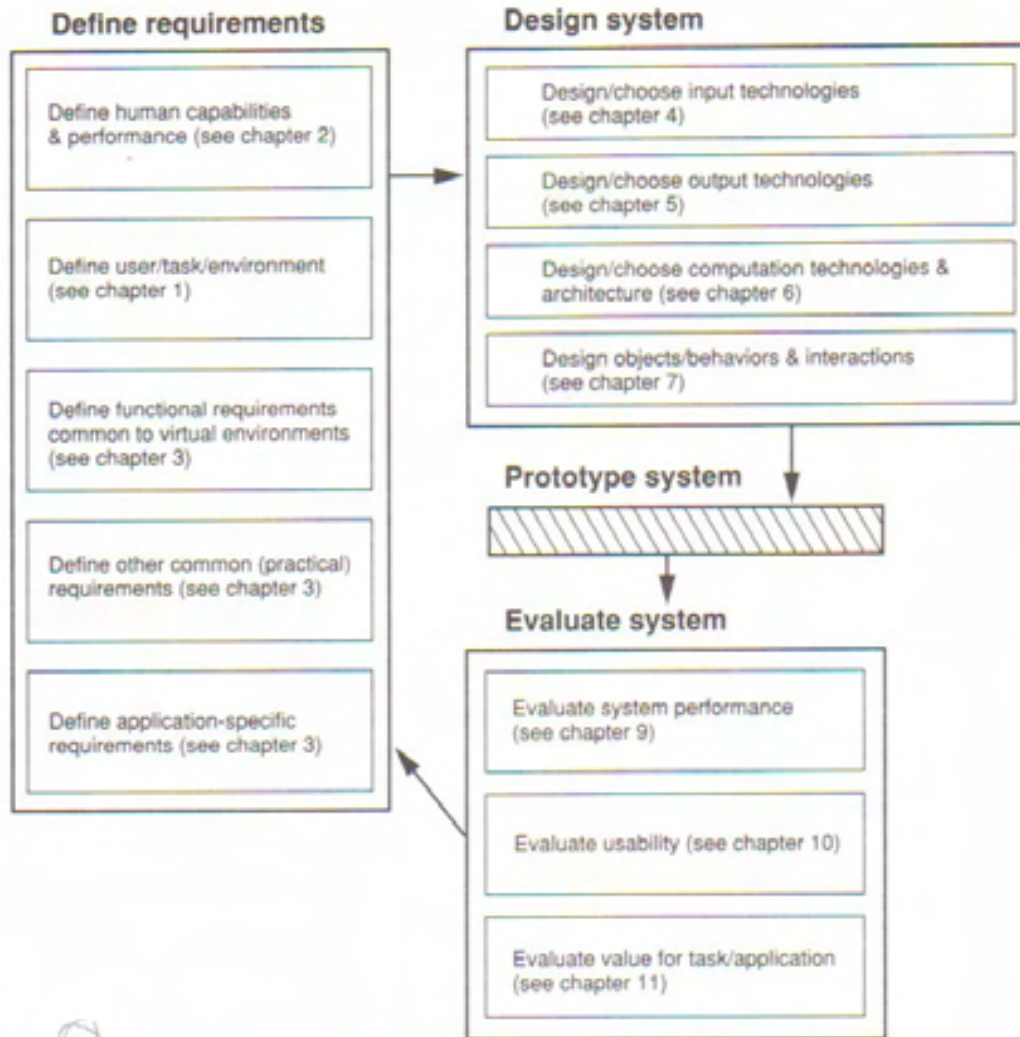 Define requirements
Define human capabilities
& performance (see chapter 2)
Define user/task/environment
(see chapter 1)
Define functional requirements
common to virtual environments
(see chapter 3)
Define other common (practical)
requirements (see chapter 3)
Define application-specific
requirements (see chapter 3)
Design system
Design/choose input technologies
(see chapter 4)
Design/choose output technologies
(see chapter 5)
Design/choose computation technologies &
architecture (see chapter 6)
Design objects/behaviors & interactions
(see chapter 7)
Prototype system
Evaluate system
Evaluate system performance
(see chapter 9)
Evaluate usability (see chapter 10)
Evaluate value for task/application
(see chapter 11)